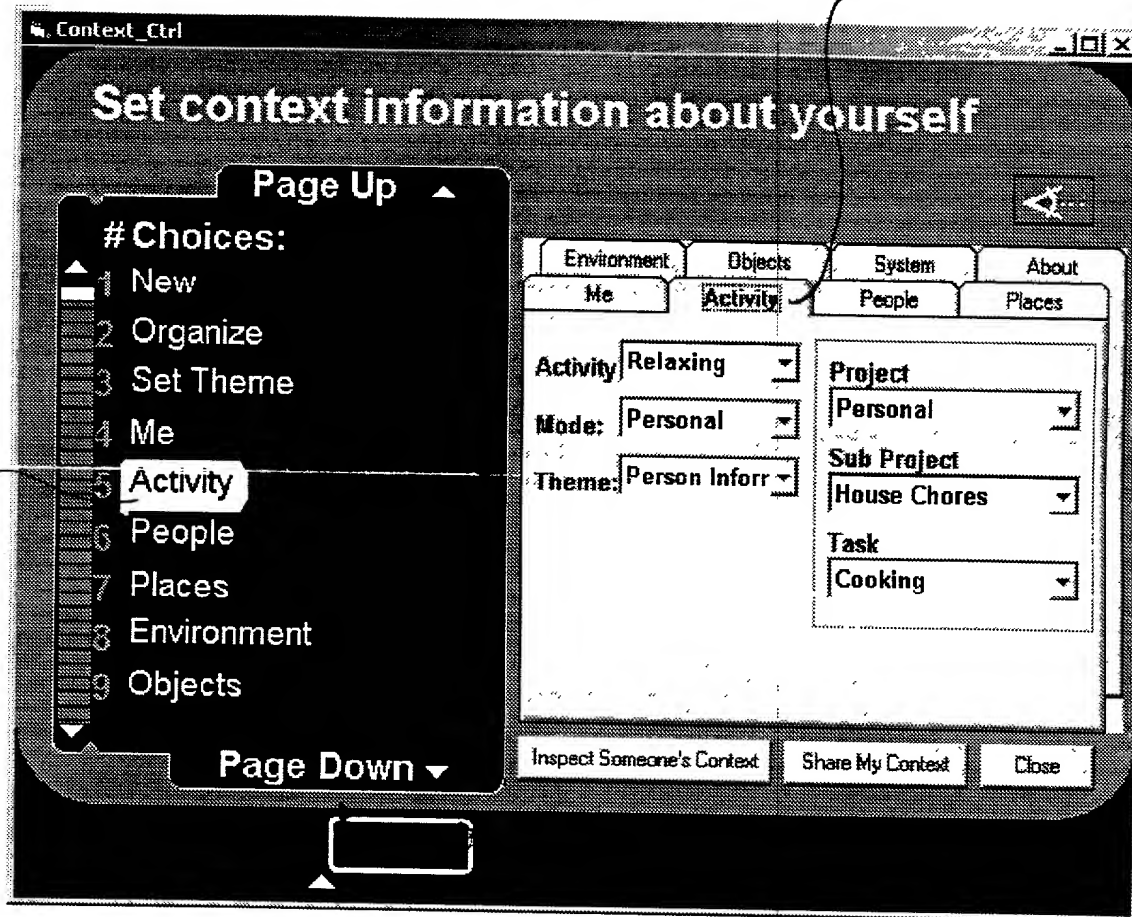 Context_Ctrl
Set context information about yourself
Page Up
# Choices:
1 New
2 Organize
3 Set Theme
4 Me
5 Activity
6 People
7 Places
8 Environment
9 Objects
Page Down
Environment Objects System About
Me Activity People Places
Activity Relaxing
Mode: Personal
Theme: Person Inforr
Project
Personal
Sub Project
House Chores
Task
Cooking
Inspect Someone's Context Share My Context Close